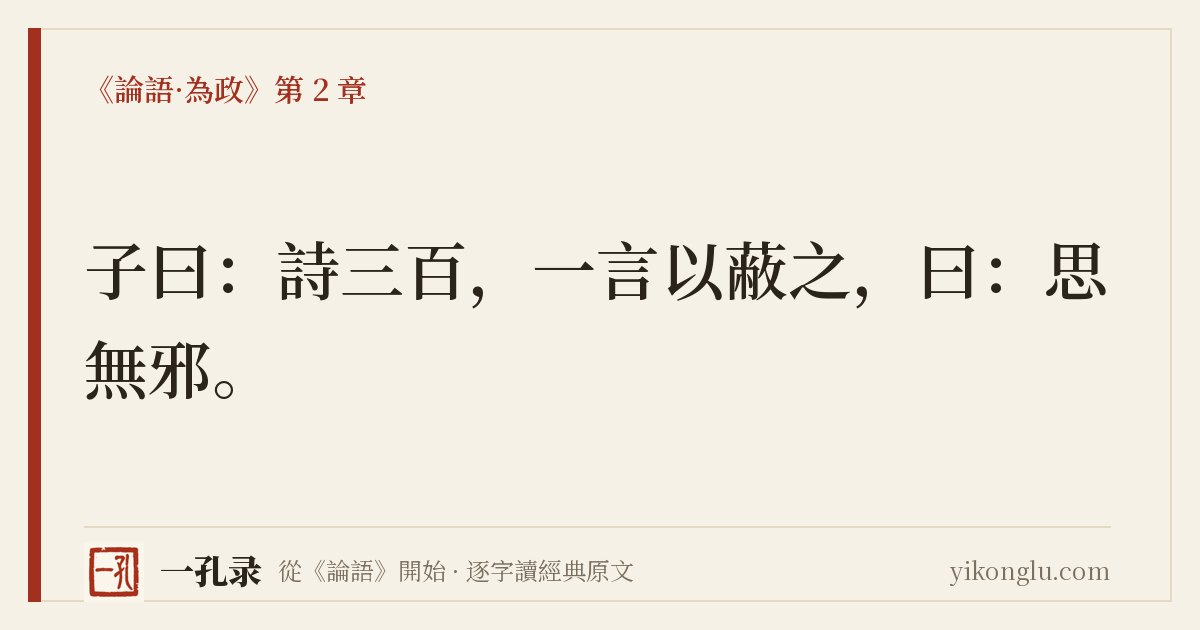 《論語·為政》第 2 章
子曰：詩三百，一言以蔽之，曰：思
無邪。
一孔
一孔录
從《論語》開始 · 逐字讀經典原文
yikonglu.com